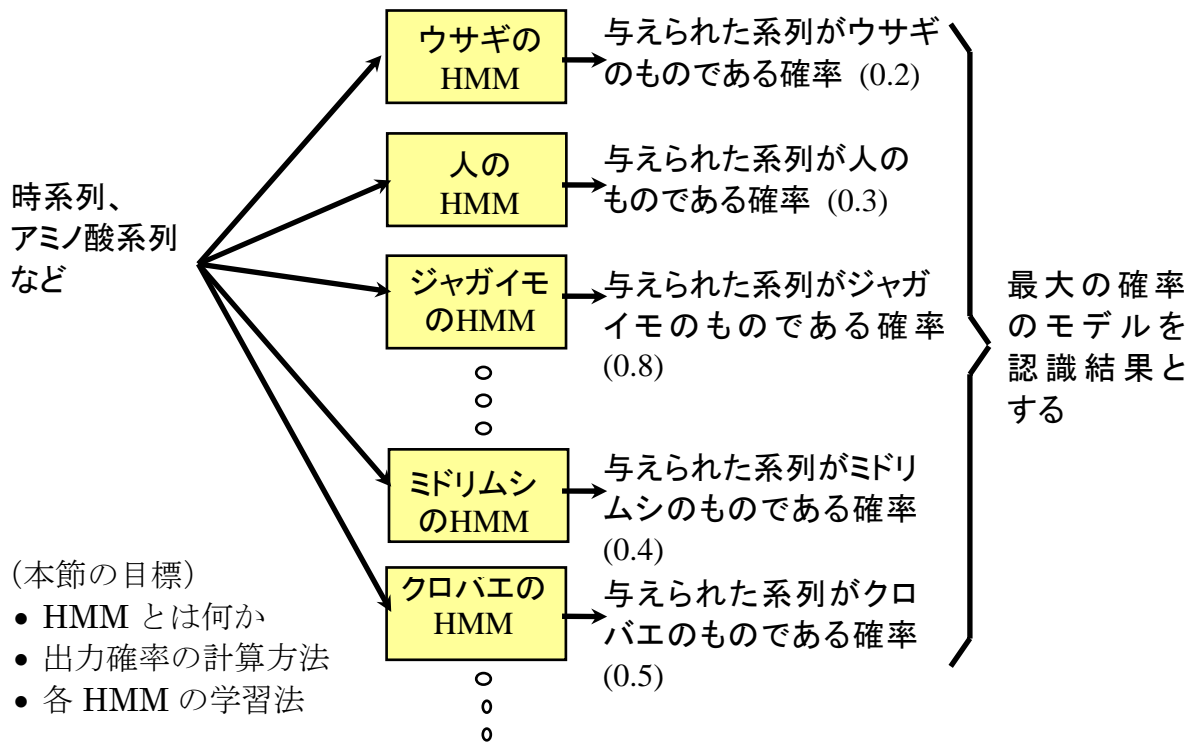 時系列、
アミノ酸系列
など
ウサギの
HMM
与えられた系列がウサギ
のものである確率 (0.2)
人の
HMM
与えられた系列が人の
ものである確率 (0.3)
ジャガイモ
のHMM
与えられた系列がジャガ
イモのものである確率
(0.8)
ミドリムシ
のHMM
与えられた系列がミドリ
ムシのものである確率
(0.4)
クロバエの
HMM
与えられた系列がクロ
バエのものである確率
(0.5)
最大の確率
のモデルを
認識結果と
する
(本節の目標)
• HMM とは何か
• 出力確率の計算方法
• 各 HMM の学習法